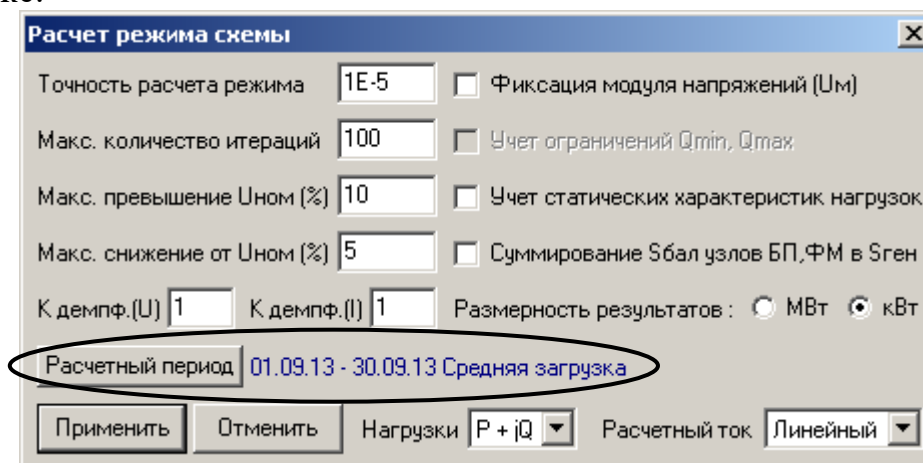 Расчет режима схемы
Точность расчета режима 1E-5 Фиксация модуля напряжений (Uм)
Макс. количество итераций 100 Учет ограничений Qmin, Qmax
Макс. превышение Uном (%) 10 Учет статических характеристик нагрузок
Макс. снижение от Uном (%) 5 Суммирование Sбал узлов БП,ФМ в Sген
К демпф.(U) 1 К демпф.(I) 1 Размерность результатов : МВт кВт
Расчетный период 01.09.13 - 30.09.13 Средняя загрузка
Применить Отменить Нагрузки P + jQ Расчетный ток Линейный